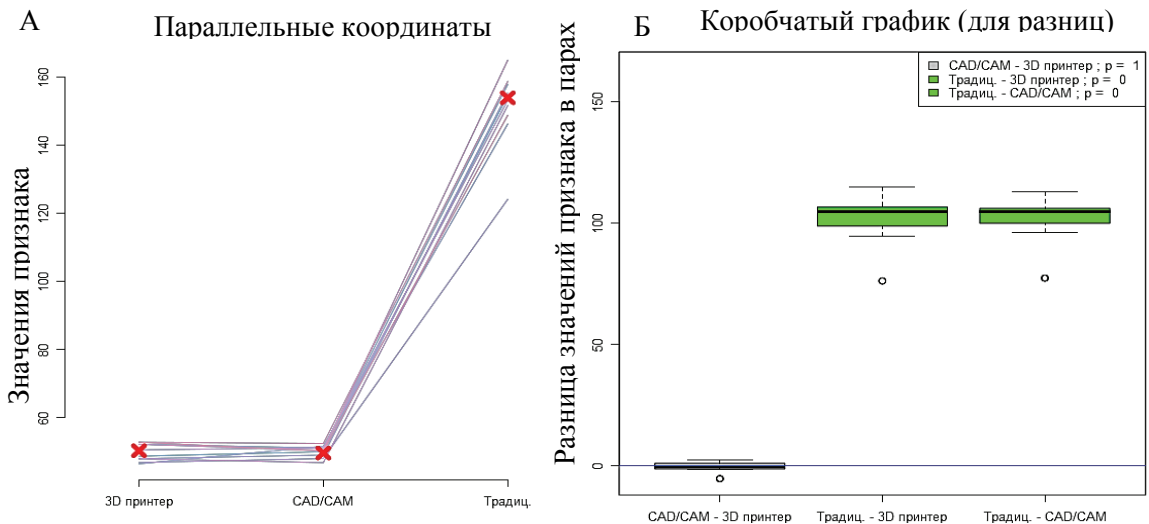 А
Параллельные координаты
Значения признака
160
140
120
100
80
60
3D принтер
CAD/CAM
Традиц.
Б
Коробчатый график (для разниц)
Разница значений признака в парах
150
100
50
0
CAD/CAM - 3D принтер ; p = 1
Традиц. - 3D принтер ; p = 0
Традиц. - CAD/CAM ; p = 0
CAD/CAM - 3D принтер
Традиц. - 3D принтер
Традиц. - CAD/CAM